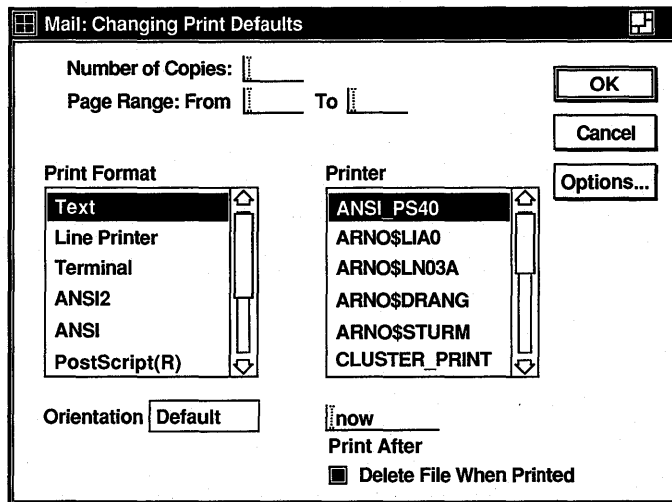 Mail: Changing Print Defaults
Number of Copies:
Page Range: From To
OK
Cancel
Options...
Print Format
Text
Line Printer
Terminal
ANSI2
ANSI
PostScript(R)
Printer
ANSI_PS40
ARNO$LIA0
ARNO$LN03A
ARNO$DRANG
ARNO$STURM
CLUSTER_PRINT
Orientation Default
now
Print After
Delete File When Printed